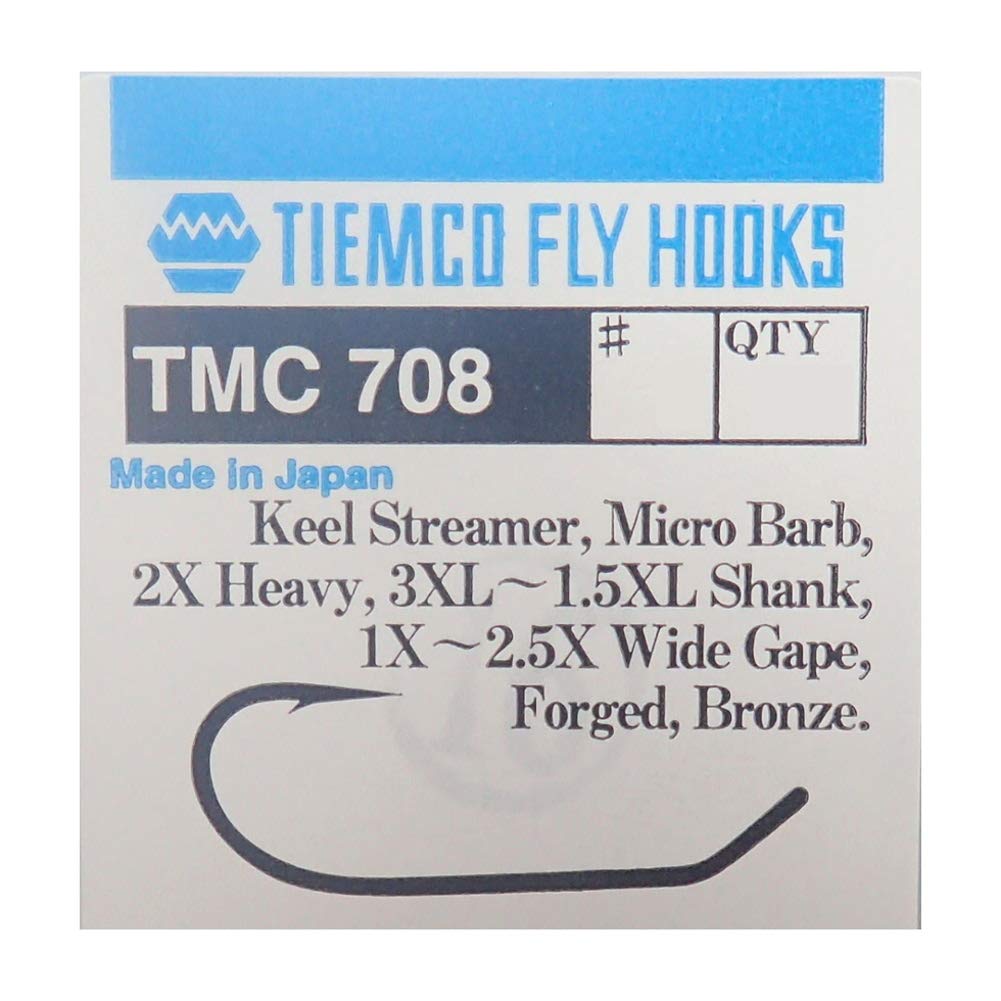 TIEMCO FLY HOOKS
TMC 708 # QTY
Made in Japan
Keel Streamer, Micro Barb,
2X Heavy, 3XL~1.5XL Shank,
1X~2.5X Wide Gape,
Forged, Bronze.